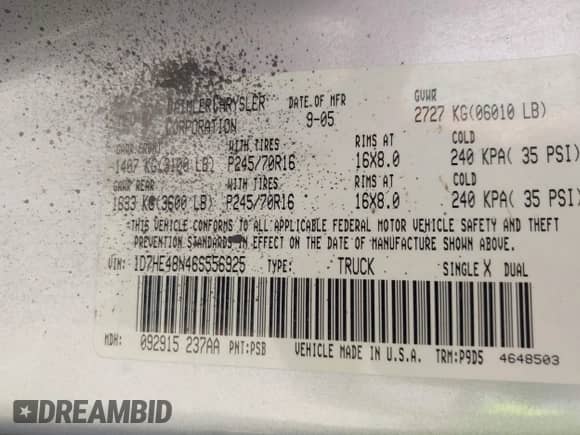 DAIMLERCHRYSLER CORPORATION
DATE OF MFR 9-05
GVWR 2727 KG(06010 LB)
GAWR FRONT WITH TIRES RIMS AT COLD
1407 KG(3100 LB) P245/70R16 16X8.0 240 KPA( 35 PSI)
GAWR REAR WITH TIRES RIMS AT COLD
1633 KG(3600 LB) P245/70R16 16X8.0 240 KPA( 35 PSI)
THIS VEHICLE CONFORMS TO ALL APPLICABLE FEDERAL MOTOR VEHICLE SAFETY AND THEFT
PREVENTION STANDARDS IN EFFECT ON THE DATE OF MANUFACTURE SHOWN ABOVE.
VIN: 1D7HE48N46S556925 TYPE: TRUCK SINGLE X DUAL
MDH: 092915 237AA PNT:PSB VEHICLE MADE IN U.S.A. TRM:P9D5 4648503
DREAMBID